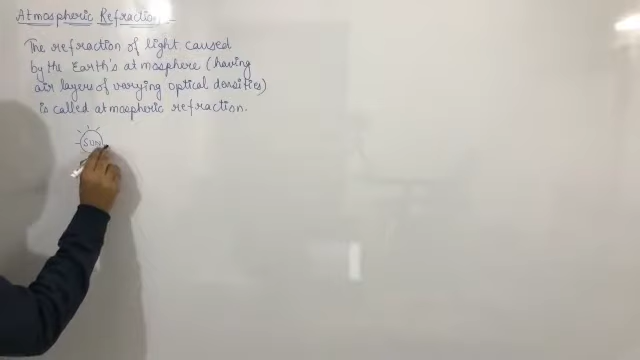 Atmospheric Refraction :-
The refraction of light caused
by the Earth's atmosphere (having
air layers of varying optical densities)
is called atmospheric refraction.
SUN